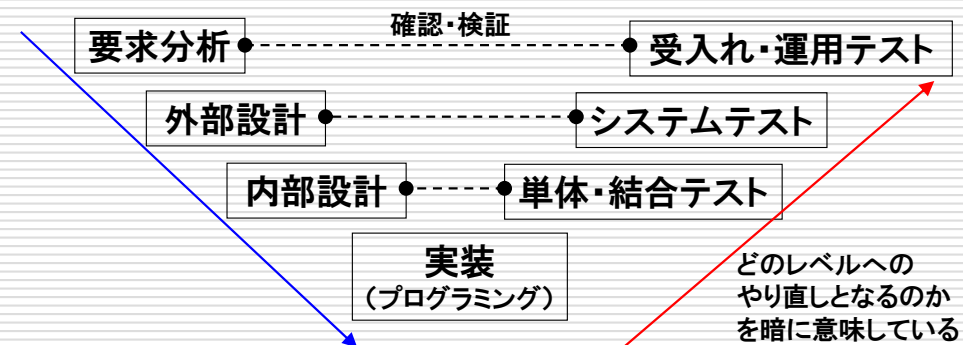 確認・検証
要求分析
受入れ・運用テスト
外部設計
システムテスト
内部設計
単体・結合テスト
実装
（プログラミング）
どのレベルへの
やり直しとなるのか
を暗に意味している